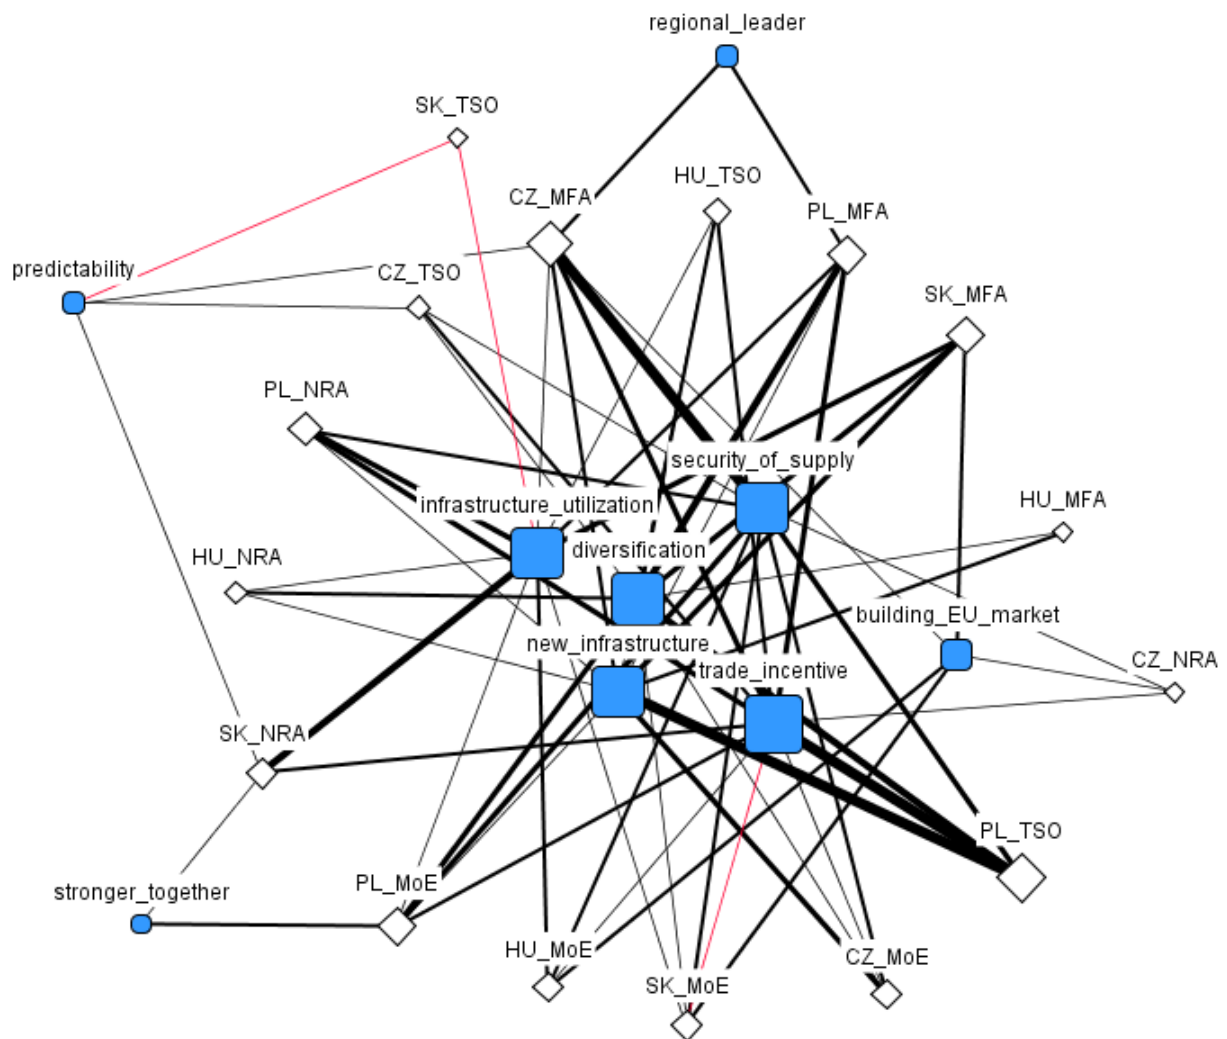 regional_leader
SK_TSO
HU_TSO
CZ_MFA
PL_MFA
predictability
CZ_TSO
SK_MFA
PL_NRA
security_of_supply
infrastructure_utilization
HU_MFA
diversification
HU_NRA
building_EU_market
new_infrastructure
CZ_NRA
trade_incentive
SK_NRA
PL_TSO
PL_MoE
stronger_together
HU_MoE
CZ_MoE
SK_MoE